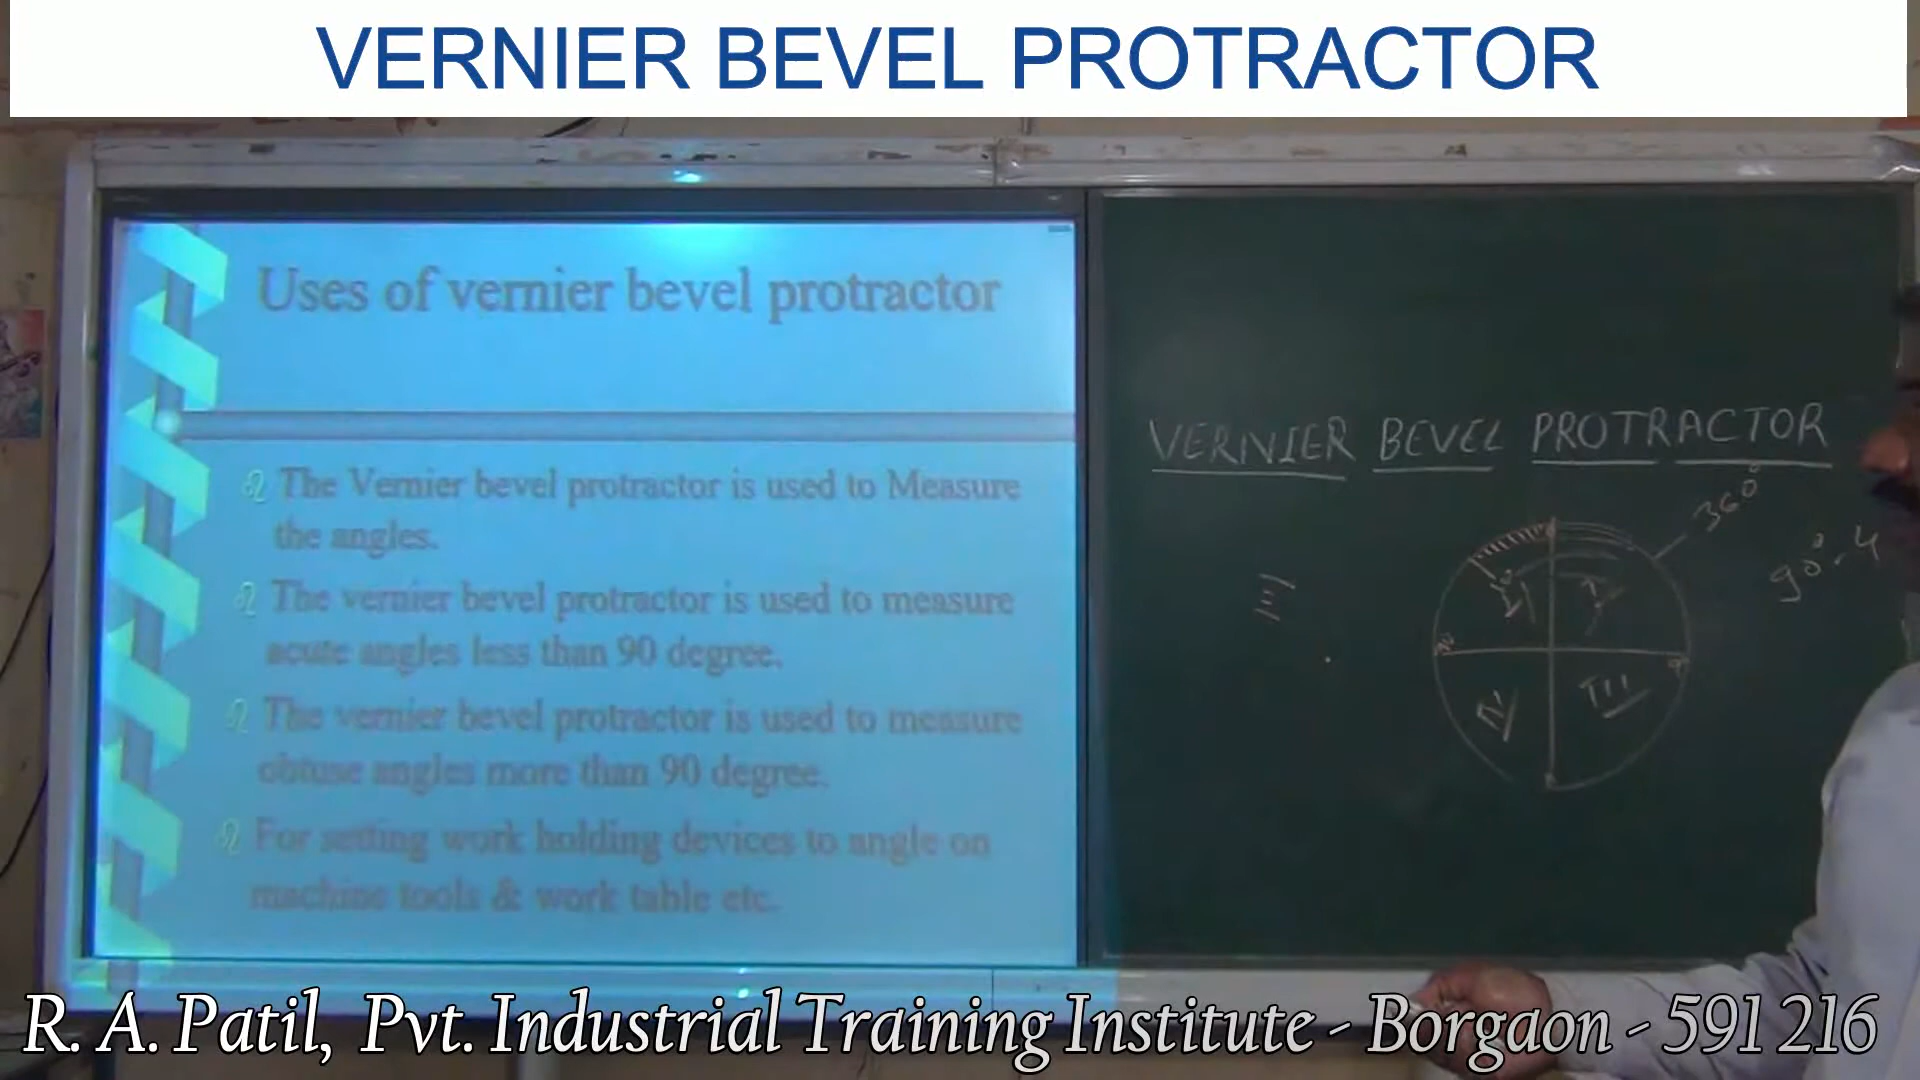 VERNIER BEVEL PROTRACTOR
Uses of vernier bevel protractor
The Vernier bevel protractor is used to Measure
the angles.
The vernier bevel protractor is used to measure
acute angles less than 90 degree.
The vernier bevel protractor is used to measure
obtuse angles more than 90 degree.
For setting work holding devices to angle on
machine tools & work table etc.
VERNIER BEVEL PROTRACTOR
360°
90°-4
II I
IV III
R. A. Patil, Pvt. Industrial Training Institute - Borgaon - 591 216